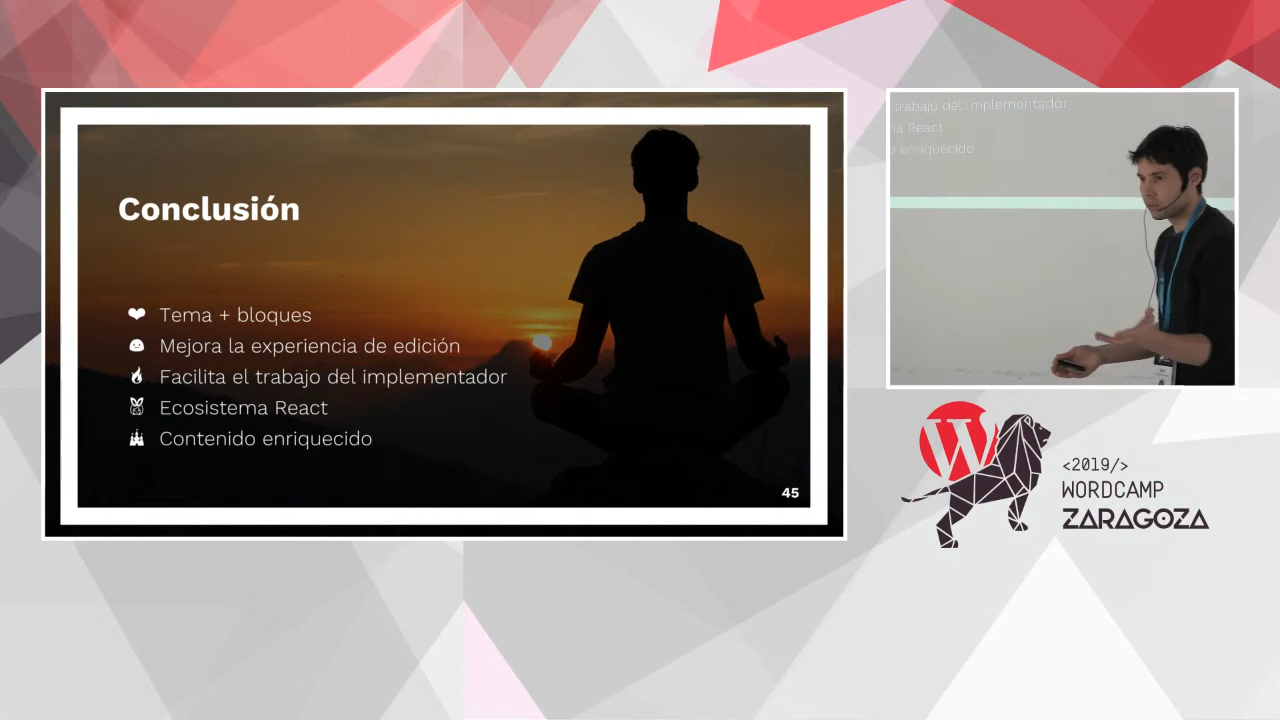 Conclusión
Tema + bloques
Mejora la experiencia de edición
Facilita el trabajo del implementador
Ecosistema React
Contenido enriquecido
45
trabajo del implementador
React
enriquecido
W
<2019/>
WORDCAMP
ZARAGOZA